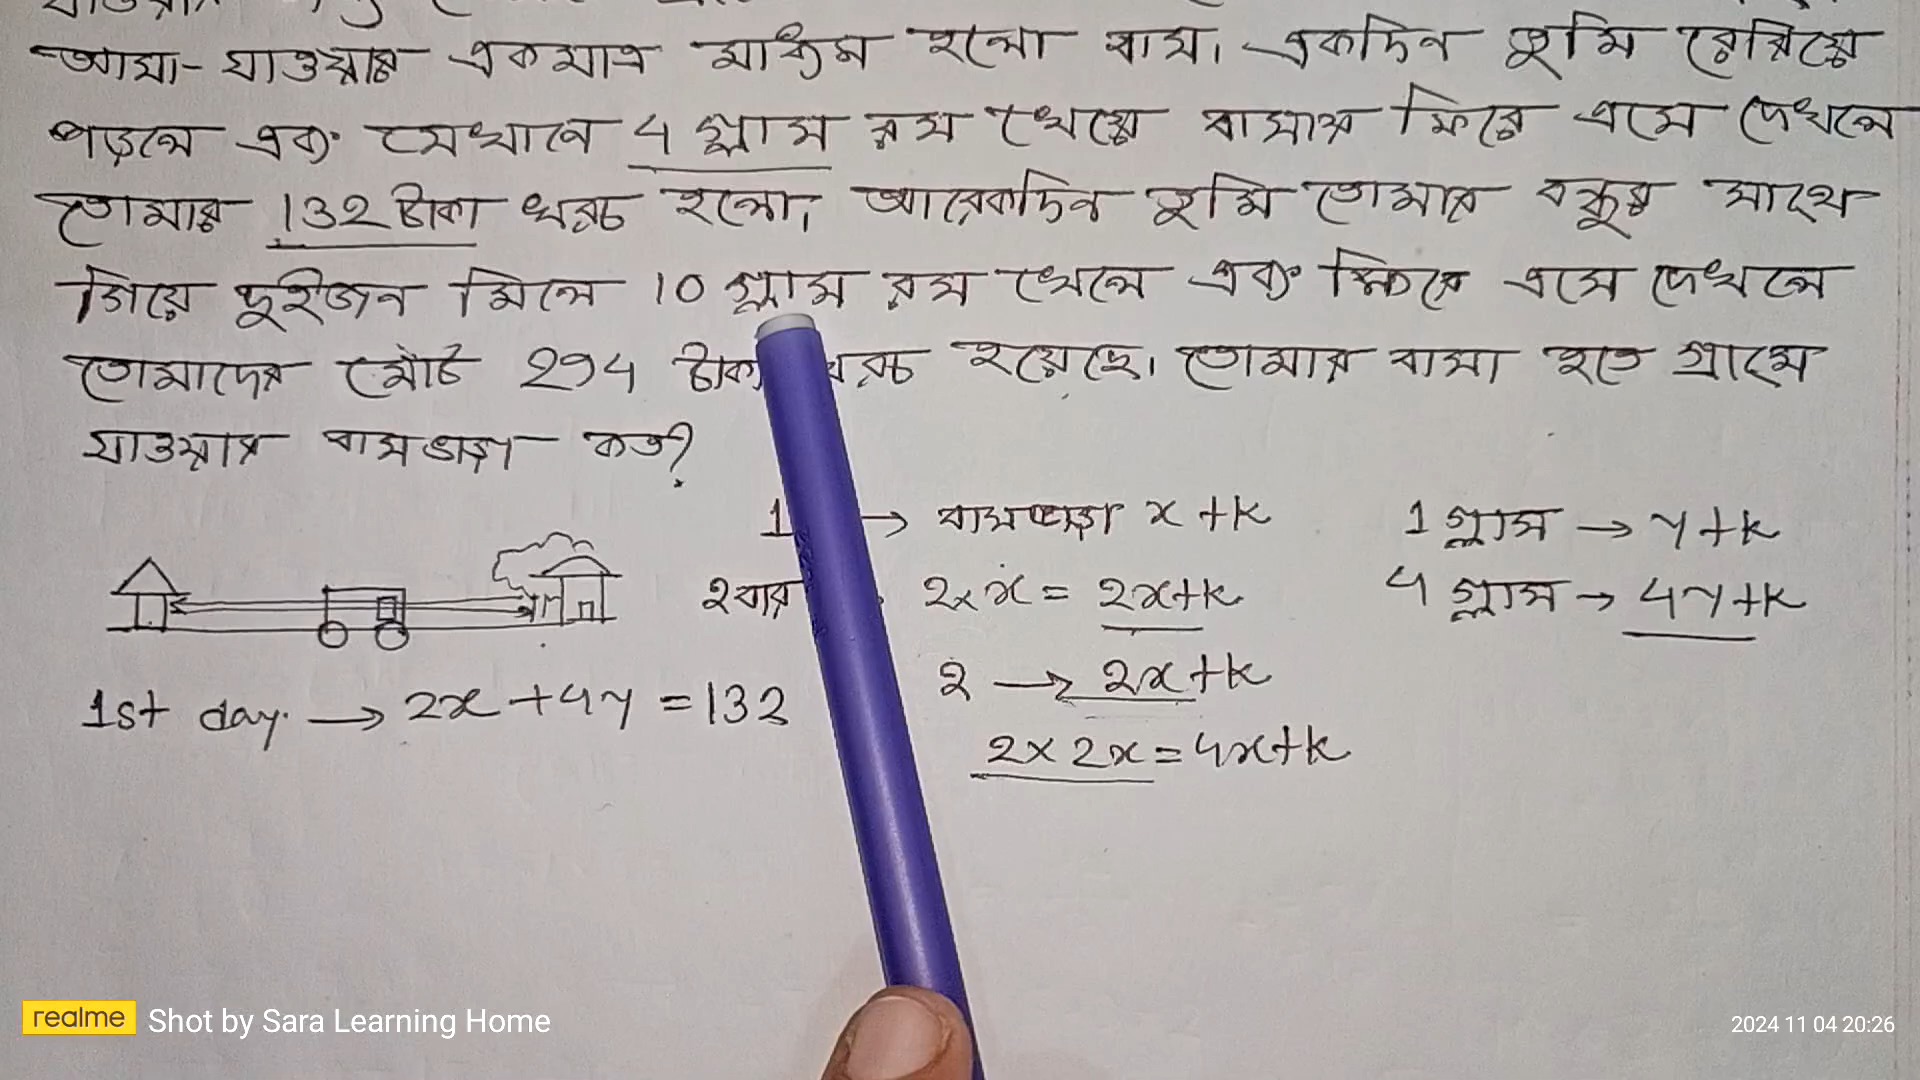 আসা-যাওয়ার একমাত্র মাধ্যম হলো বাস। একদিন তুমি বেরিয়ে
পড়লে এবং সেখানে 4 গ্লাস রস খেয়ে বাসায় ফিরে এসে দেখলে
তোমার 132 টাকা খরচ হলো। আরেকদিন তুমি তোমার বন্ধুর সাথে
গিয়ে দুইজন মিলে 10 গ্লাস রস খেলে এবং ফিরে এসে দেখলে
তোমাদের মোট 294 টাকা খরচ হয়েছে। তোমার বাসা হতে গ্রামে
যাওয়ার বাসভাড়া কত?
1 → বাসভাড়া x + k
1 গ্লাস → y + k
2বার 2 × x = 2x + k
4 গ্লাস → 4y + k
2 → 2x + k
1st day. → 2x + 4y = 132
2 × 2x = 4x + k
realme Shot by Sara Learning Home
2024 11 04 20:26